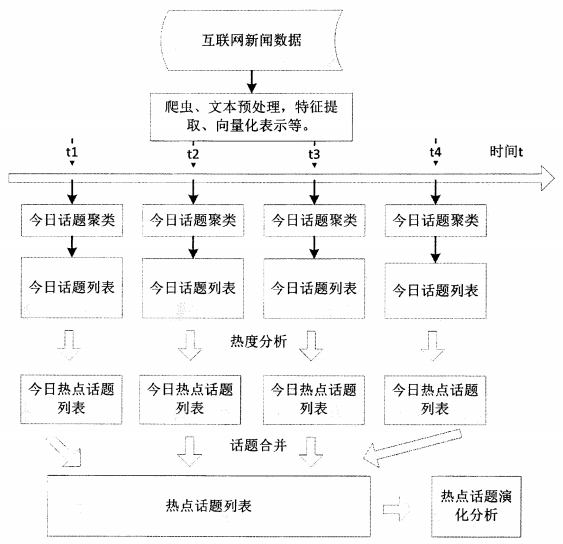 互联网新闻数据
爬虫、文本预处理，特征提
取、向量化表示等。
t1 t2 t3 t4 时间t
今日话题聚类 今日话题聚类 今日话题聚类 今日话题聚类
今日话题列表 今日话题列表 今日话题列表 今日话题列表
热度分析
今日热点话题 今日热点话题 今日热点话题 今日热点话题
列表 列表 列表 列表
话题合并
热点话题列表
热点话题演
化分析